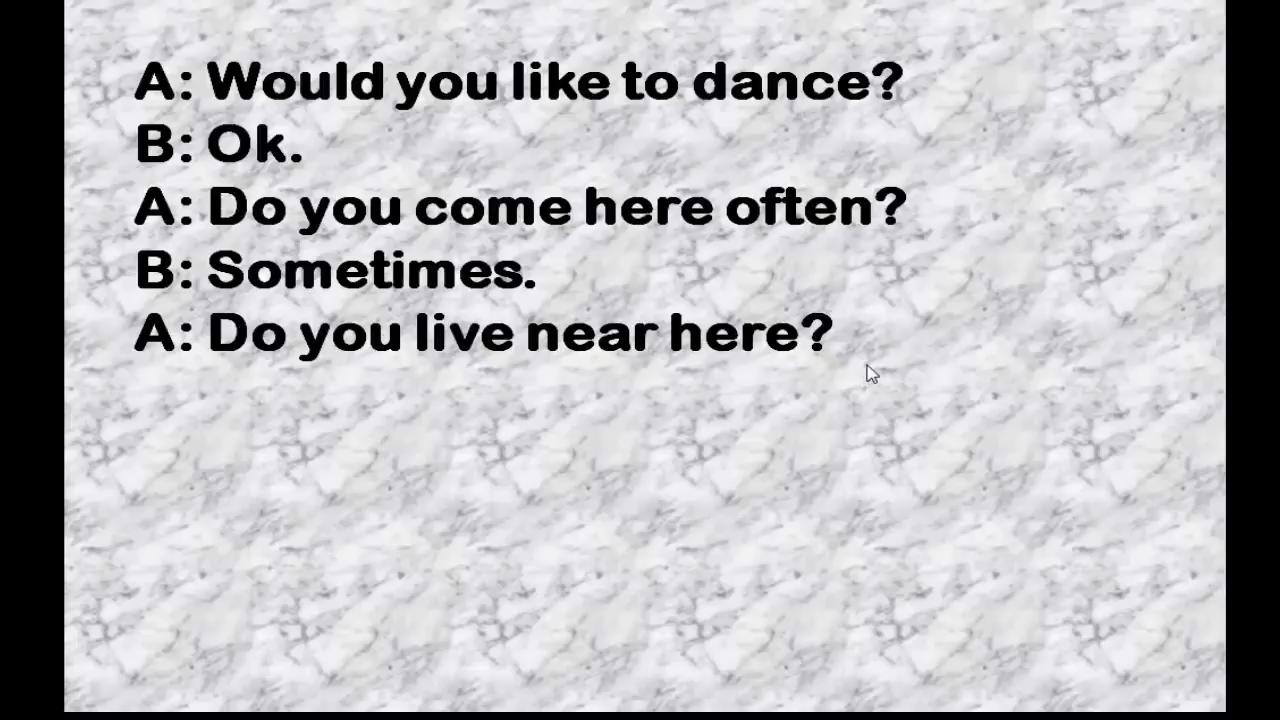 A: Would you like to dance?
B: Ok.
A: Do you come here often?
B: Sometimes.
A: Do you live near here?